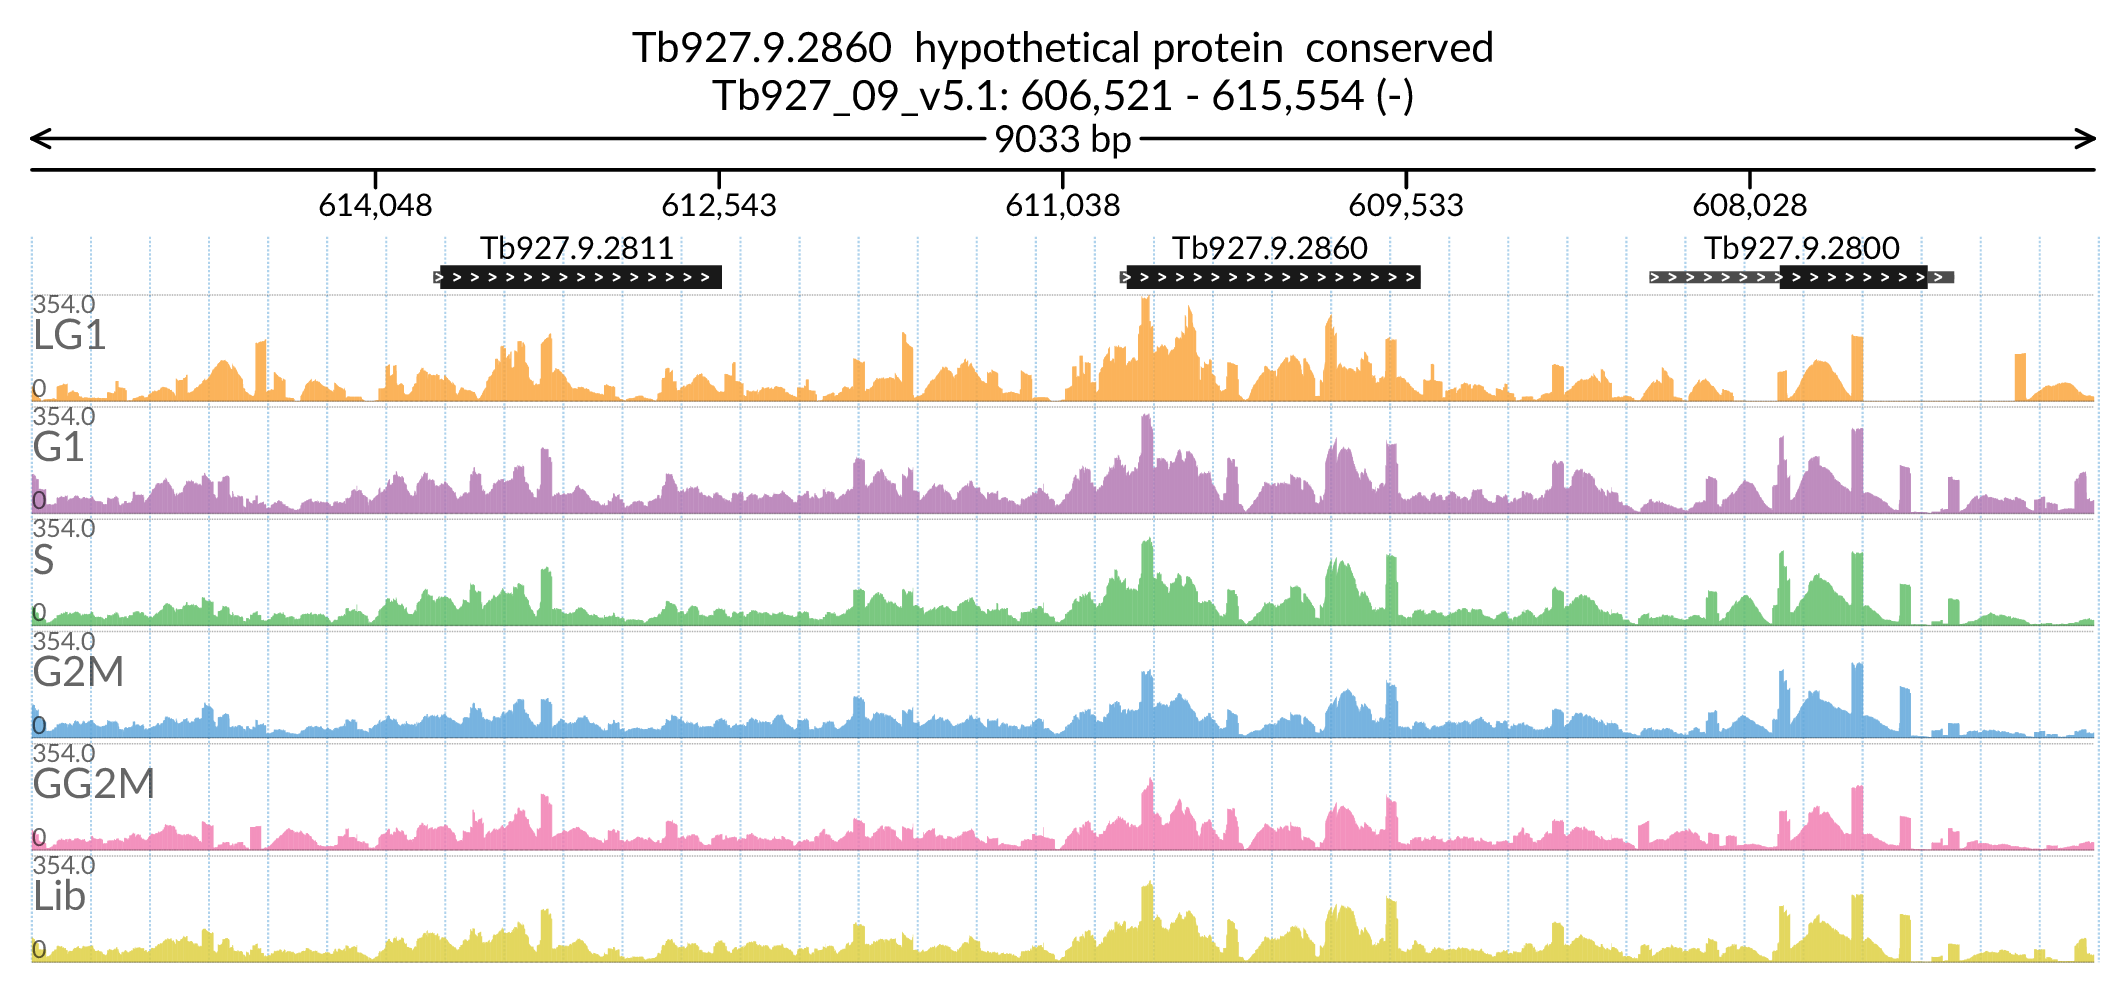 Tb927.9.2860  hypothetical protein  conserved
Tb927_09_v5.1: 606,521 - 615,554 (-)
9033 bp
614,048 612,543 611,038 609,533 608,028
Tb927.9.2811 Tb927.9.2860 Tb927.9.2800
354.0
LG1
0
354.0
G1
0
354.0
S
0
354.0
G2M
0
354.0
GG2M
0
354.0
Lib
0